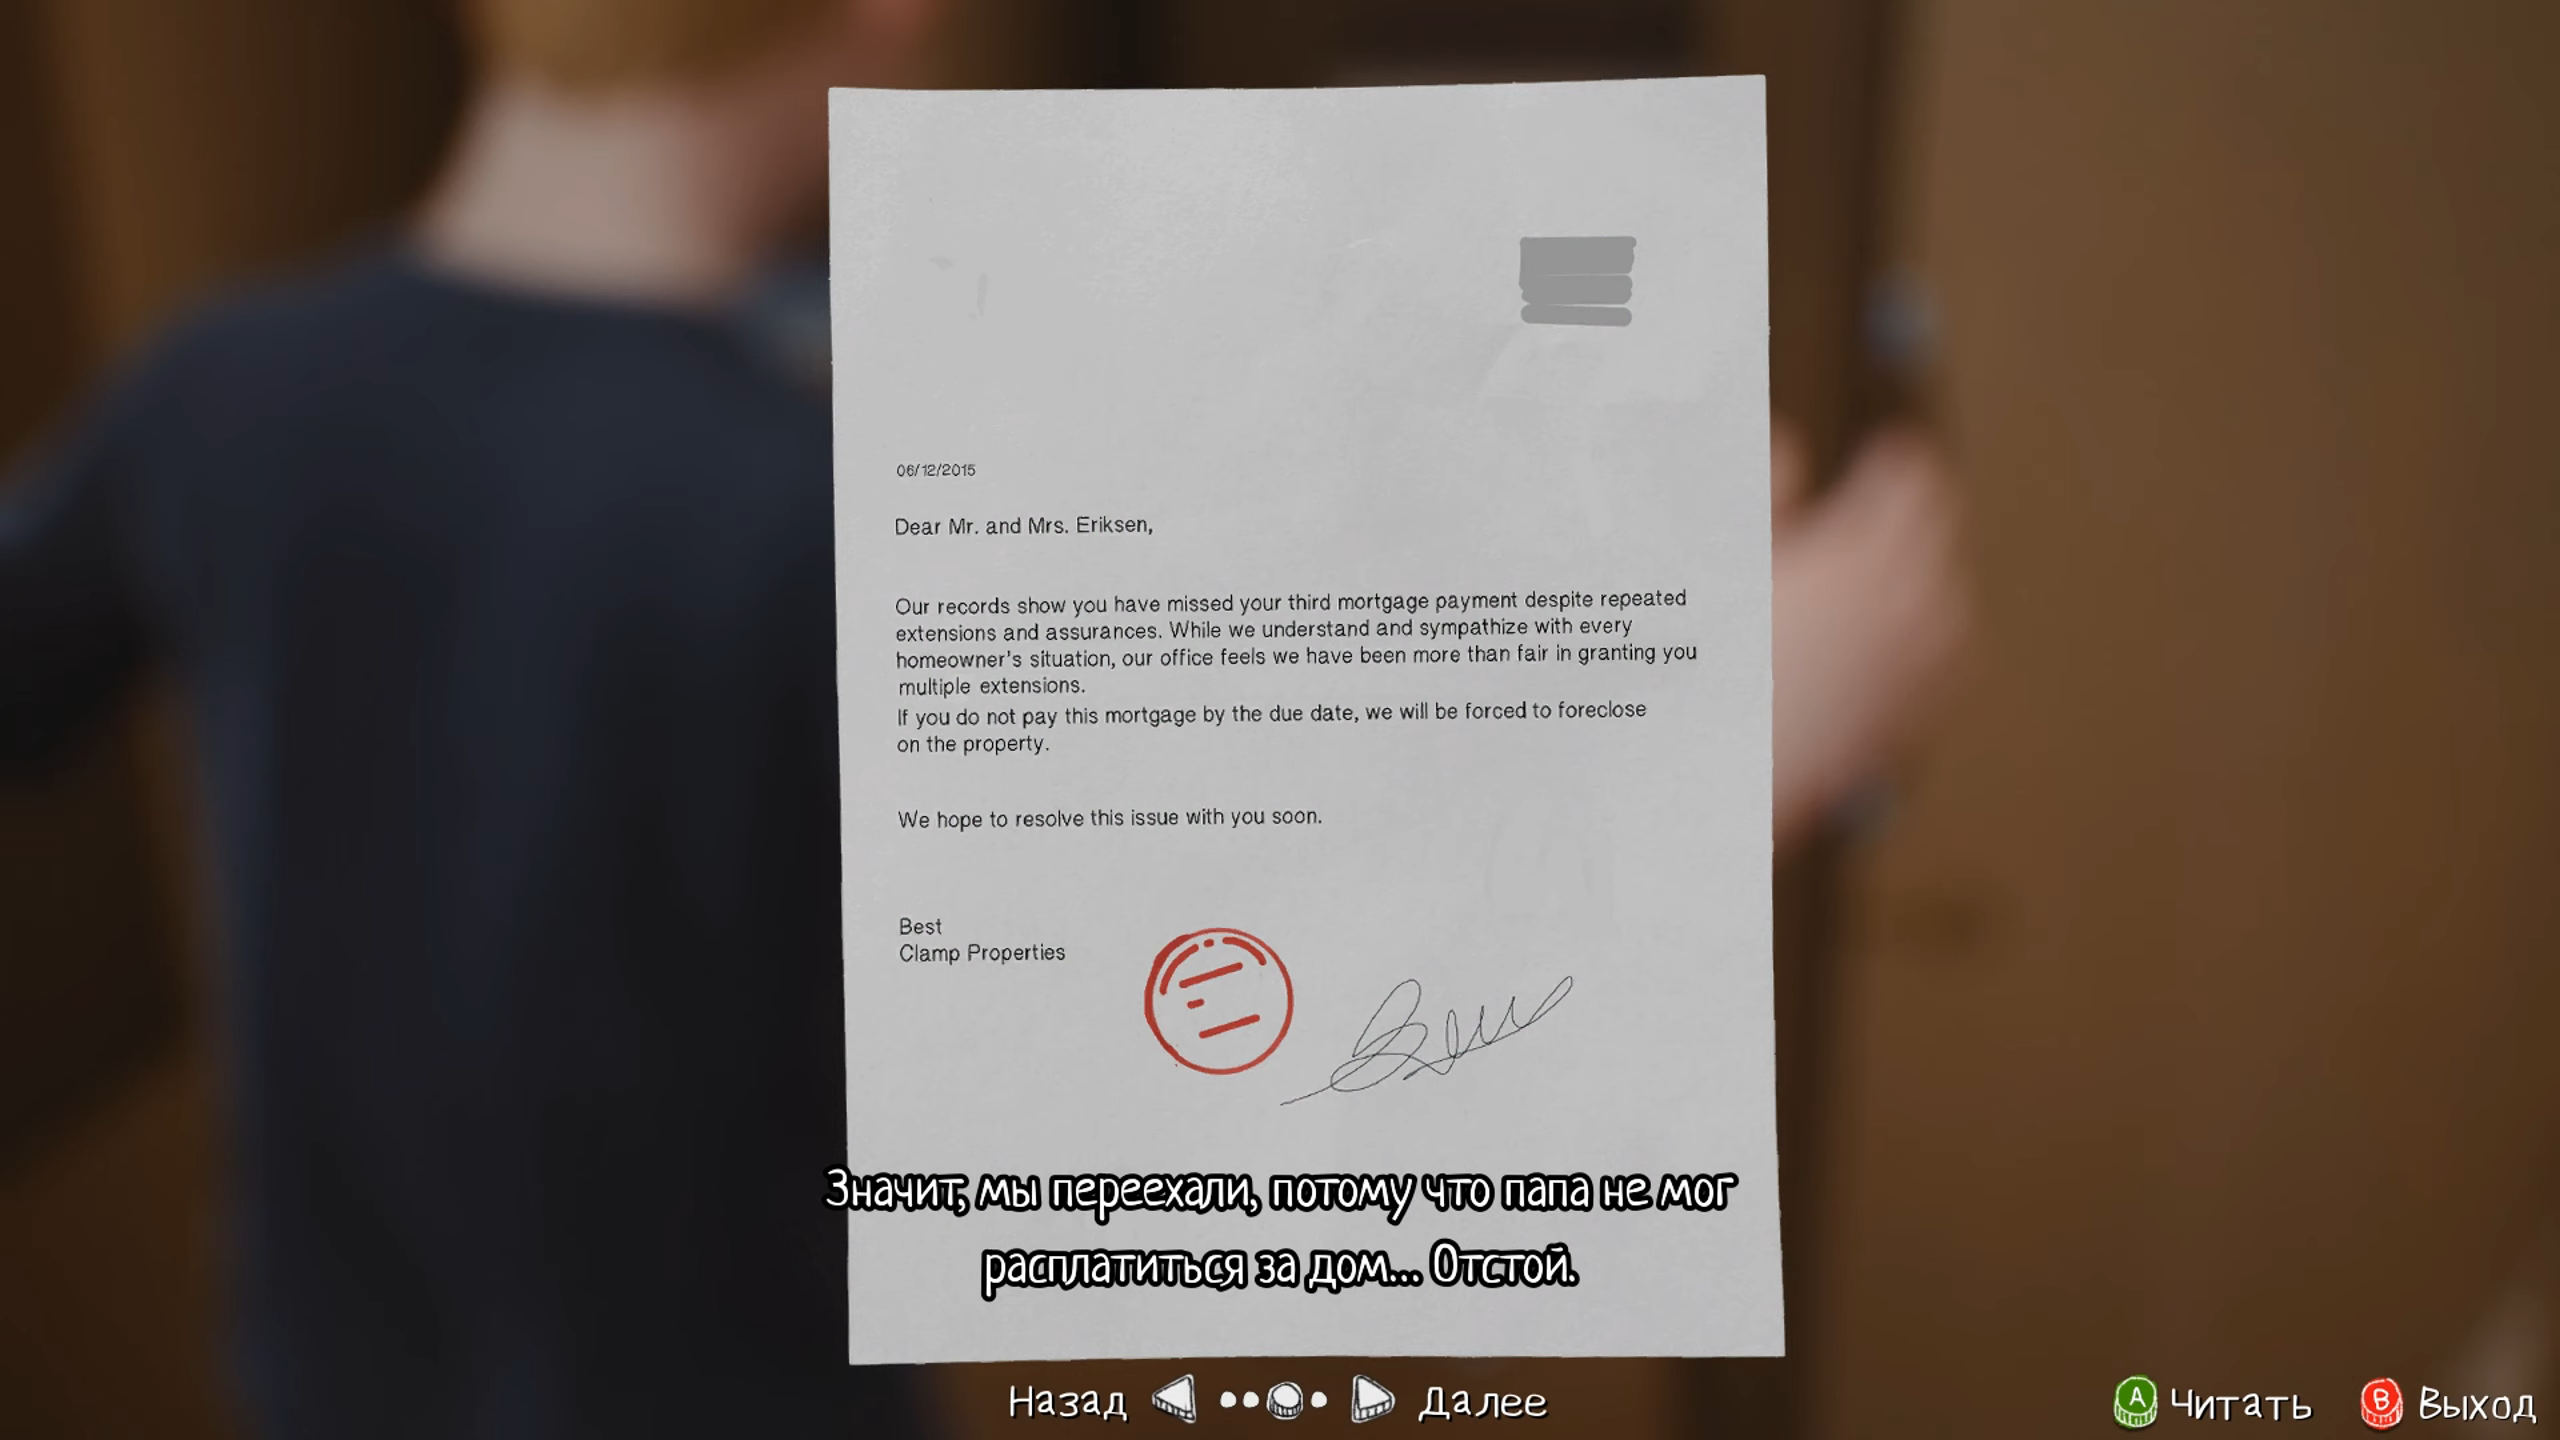 06/12/2015
Dear Mr. and Mrs. Eriksen,
Our records show you have missed your third mortgage payment despite repeated
extensions and assurances. While we understand and sympathize with every
homeowner's situation, our office feels we have been more than fair in granting you
multiple extensions.
If you do not pay this mortgage by the due date, we will be forced to foreclose
on the property.
We hope to resolve this issue with you soon.
Best
Clamp Properties
Значит, мы переехали, потому что папа не мог
расплатиться за дом... Отстой.
Назад
Далее
A Читать
B Выход